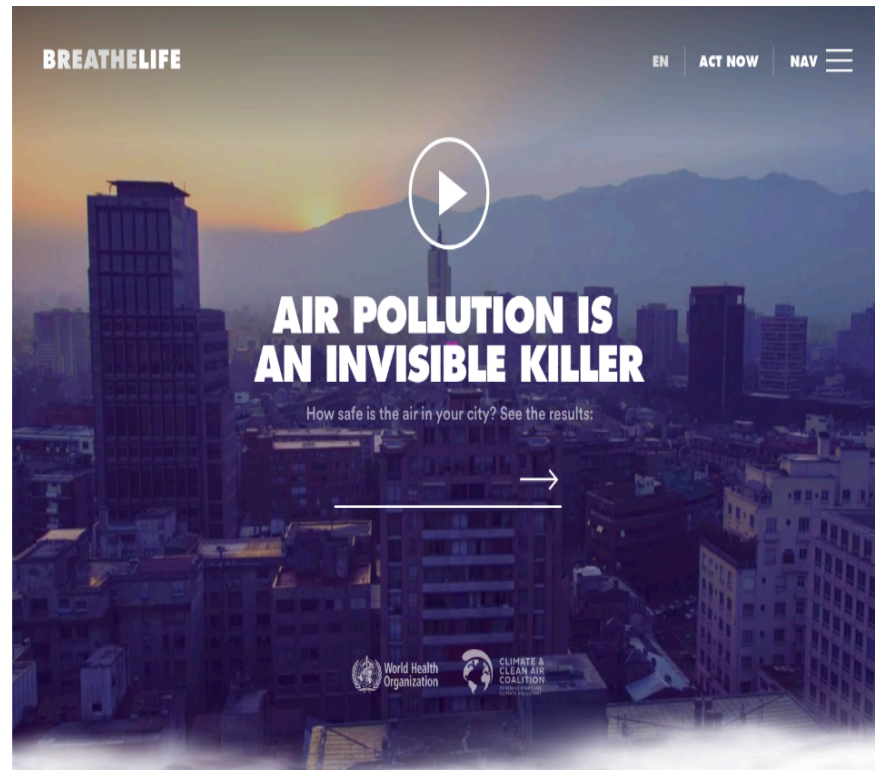 BREATHELIFE
EN
ACT NOW
NAV
AIR POLLUTION IS
AN INVISIBLE KILLER
How safe is the air in your city? See the results:
World Health
Organization
CLIMATE &
CLEAN AIR
COALITION